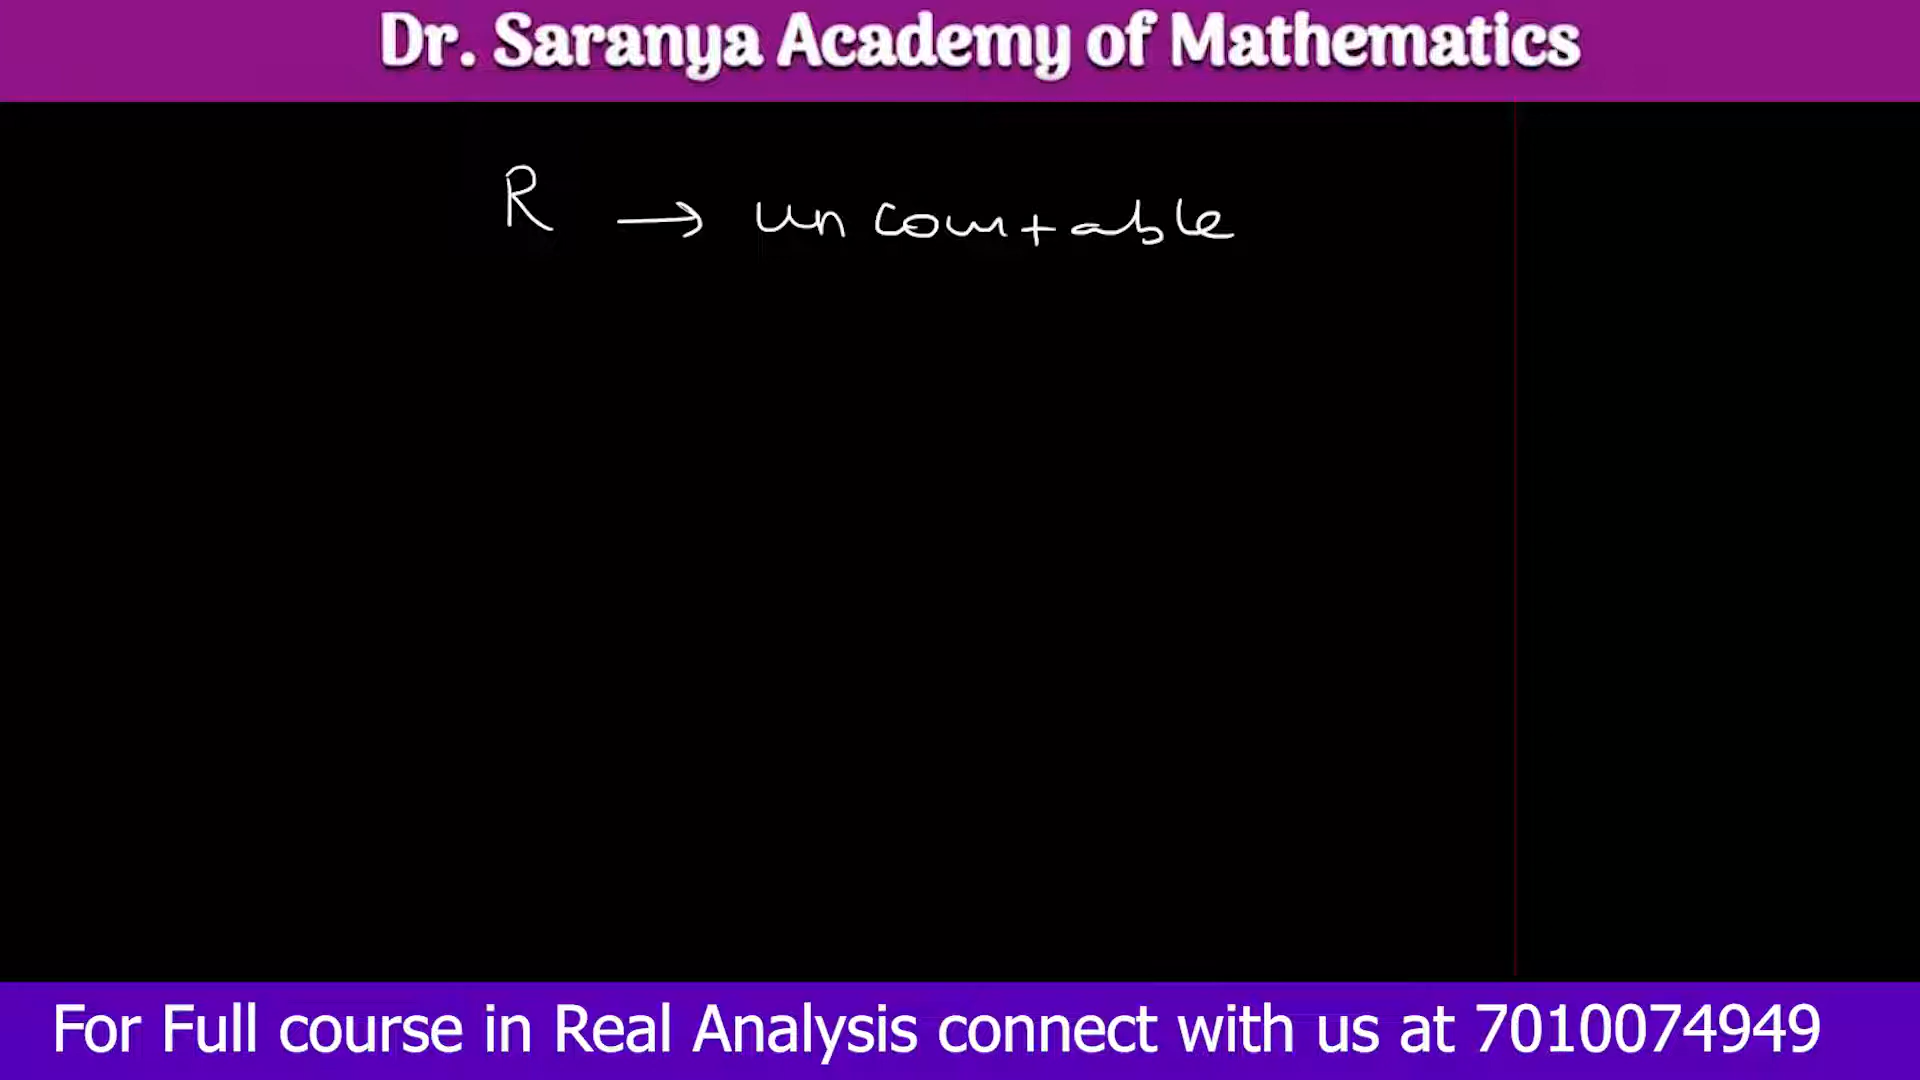 Dr. Saranya Academy of Mathematics
R → uncountable
For Full course in Real Analysis connect with us at 7010074949